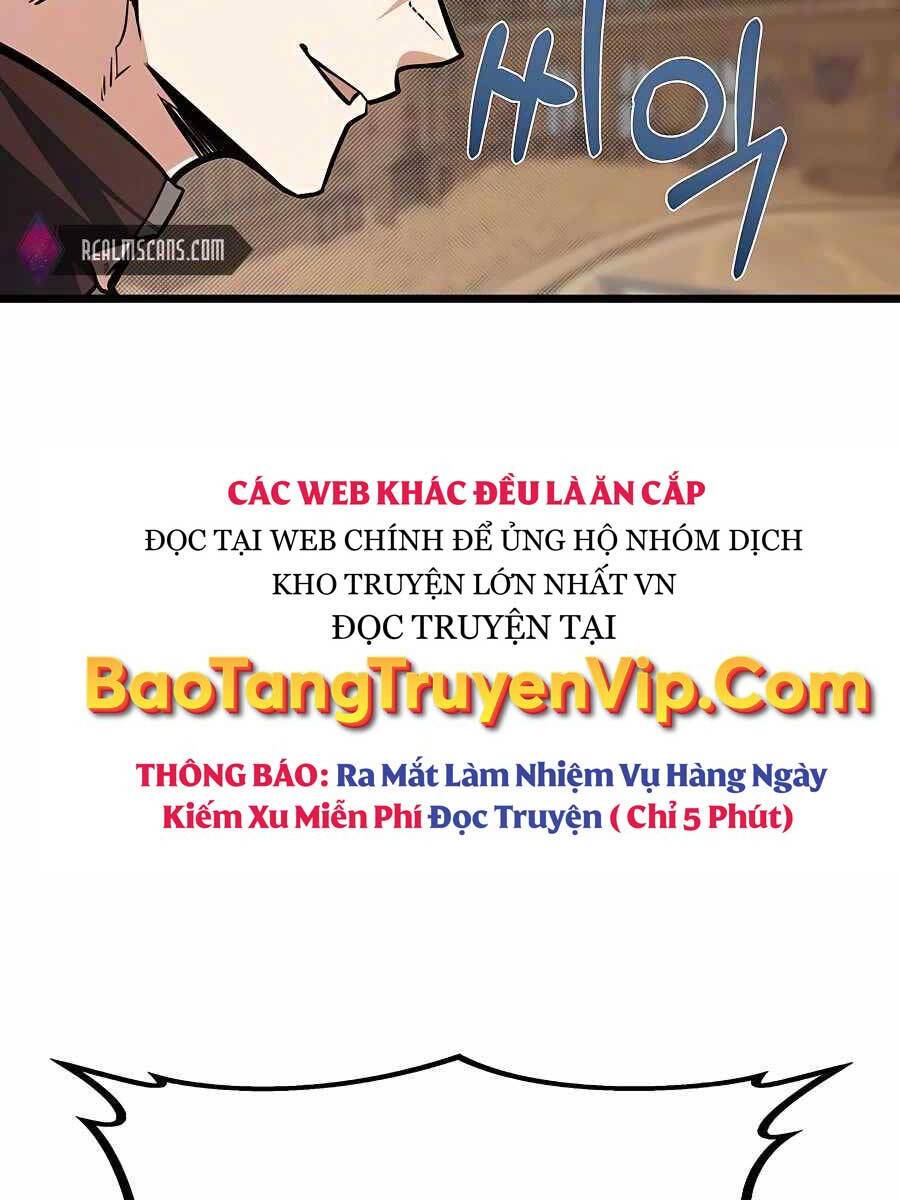 씨익
REALMSCANS.COM
CÁC WEB KHÁC ĐỀU LÀ ĂN CẮP
ĐỌC TẠI WEB CHÍNH ĐỂ ỦNG HỘ NHÓM DỊCH
KHO TRUYỆN LỚN NHẤT VN
ĐỌC TRUYỆN TẠI
BaoTangTruyenVip.Com
THÔNG BÁO: Ra Mắt Làm Nhiệm Vụ Hàng Ngày
Kiếm Xu Miễn Phí Đọc Truyện ( Chỉ 5 Phút)